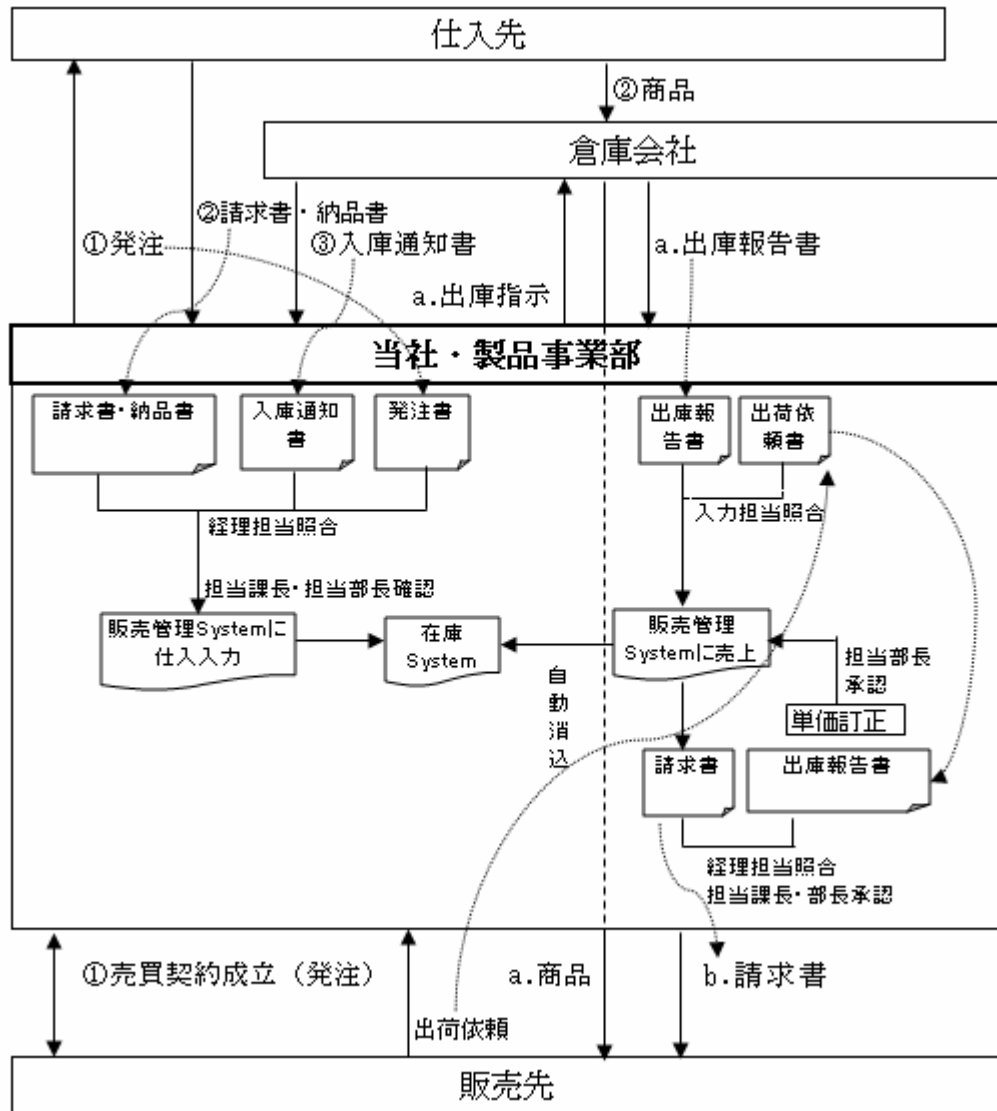 仕入先
②商品
倉庫会社
②請求書・納品書
①発注
③入庫通知書
a.出庫報告書
a.出庫指示
当社・製品事業部
請求書・納品書
入庫通知
書
発注書
出庫報
告書
出荷依
頼書
経理担当照合
入力担当照合
担当課長・担当部長確認
販売管理Systemに
仕入入力
在庫
System
販売管理
Systemに売上
担当部長
承認
自
動
消
込
単価訂正
請求書
出庫報告書
経理担当照合
担当課長・部長承認
①売買契約成立（発注）
a.商品
b.請求書
出荷依頼
販売先